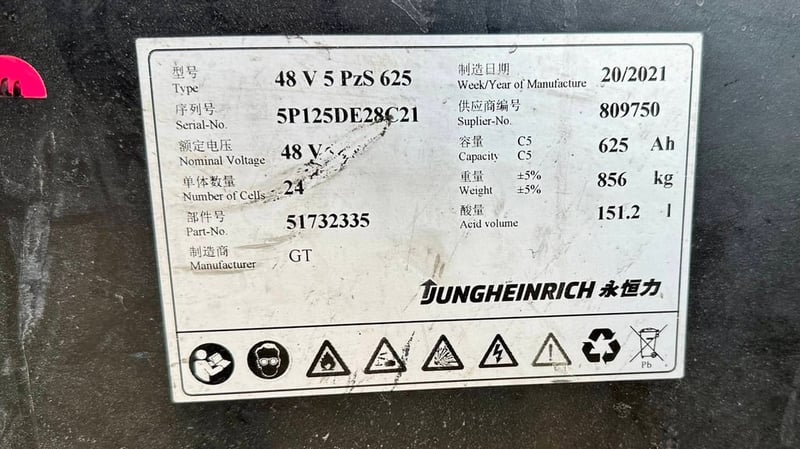 型号
Type 48 V 5 PzS 625
序列号
Serial-No. 5P125DE28C21
额定电压
Nominal Voltage 48 V
单体数量
Number of Cells 24
部件号
Part-No. 51732335
制造商
Manufacturer GT
制造日期
Week/Year of Manufacture 20/2021
供应商编号
Suplier-No. 809750
容量 C5
Capacity C5 625 Ah
重量 ±5%
Weight ±5% 856 kg
酸量
Acid volume 151.2 l
JUNGHEINRICH 永恒力
Pb